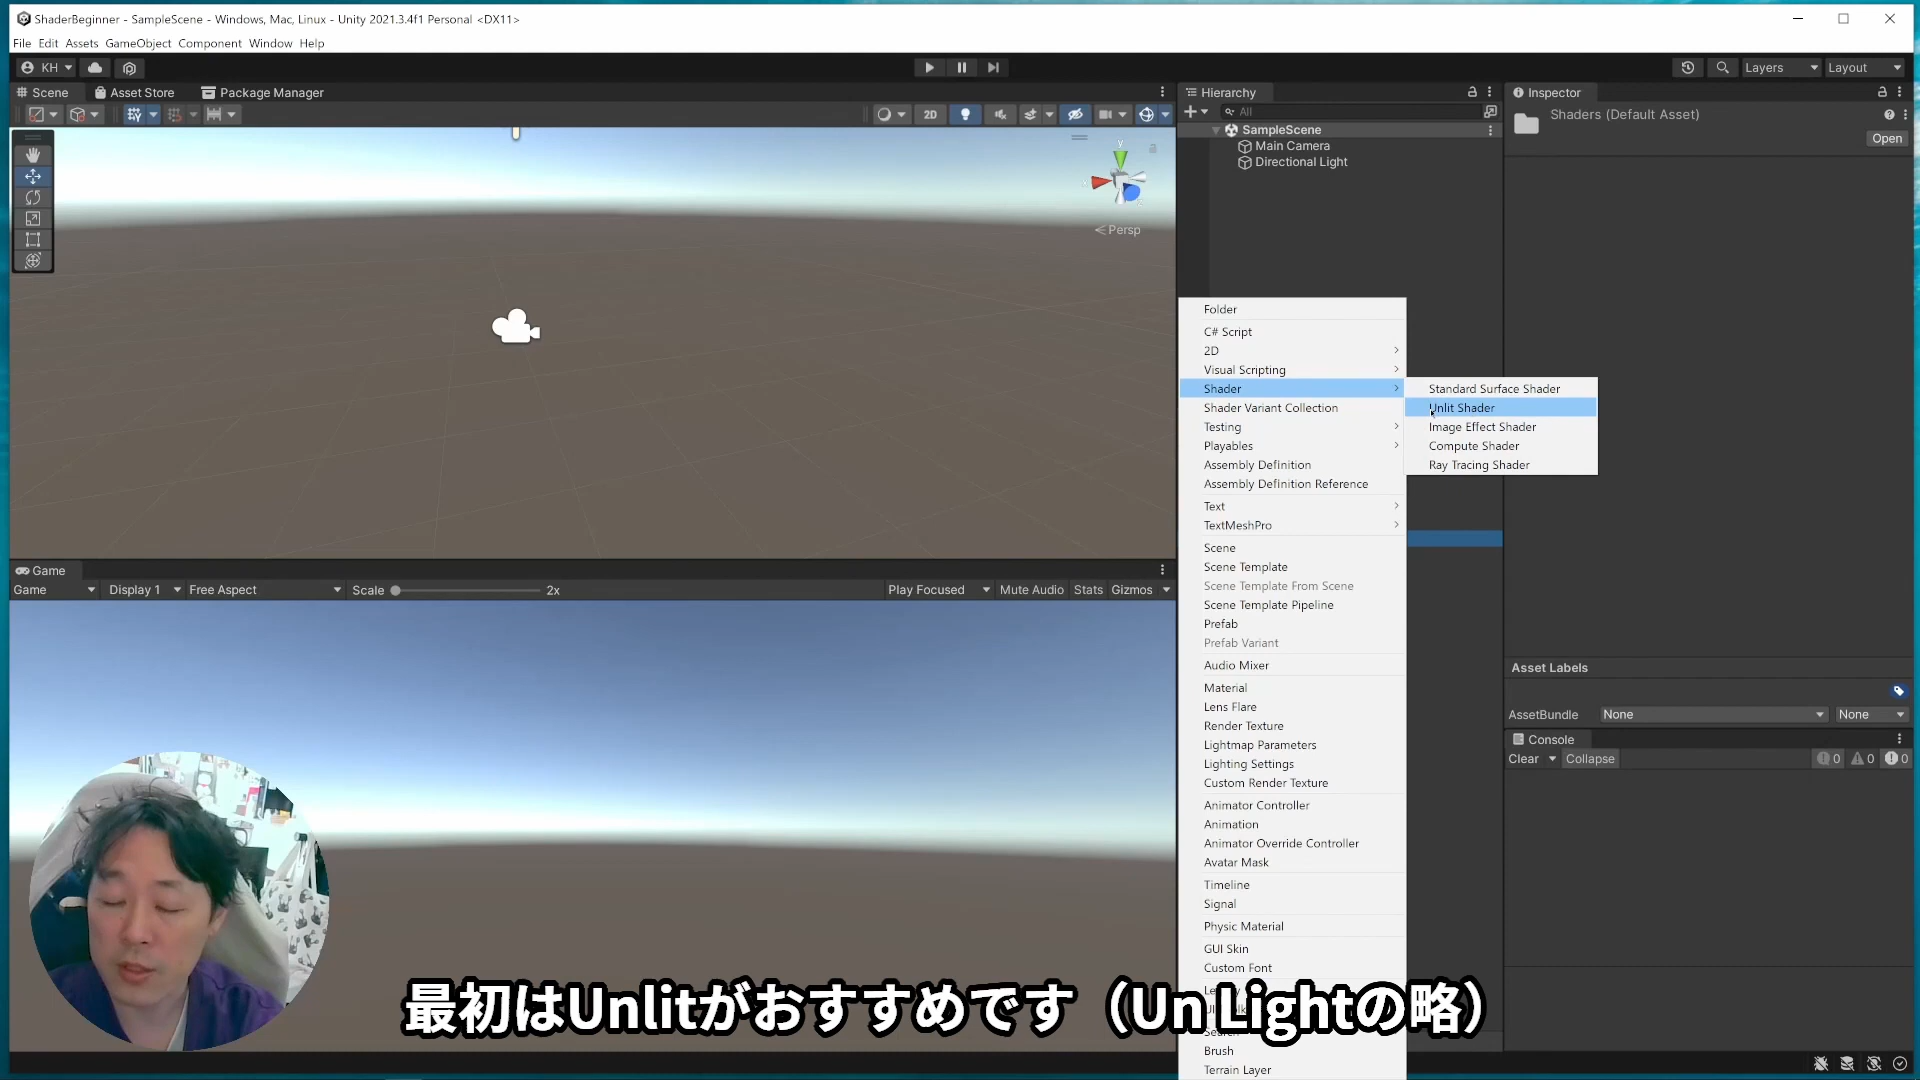 ShaderBeginner - SampleScene - Windows, Mac, Linux - Unity 2021.3.4f1 Personal <DX11>
File Edit Assets GameObject Component Window Help
KH
Layers
Layout
Scene
Asset Store
Package Manager
2D
y
Persp
Hierarchy
All
SampleScene
Main Camera
Directional Light
Inspector
Shaders (Default Asset)
Open
Folder
C# Script
2D
Visual Scripting
Shader
Shader Variant Collection
Testing
Playables
Assembly Definition
Assembly Definition Reference
Text
TextMeshPro
Scene
Scene Template
Scene Template From Scene
Scene Template Pipeline
Prefab
Prefab Variant
Audio Mixer
Material
Lens Flare
Render Texture
Lightmap Parameters
Lighting Settings
Custom Render Texture
Animator Controller
Animation
Animator Override Controller
Avatar Mask
Timeline
Signal
Physic Material
GUI Skin
Custom Font
Brush
Terrain Layer
Standard Surface Shader
Unlit Shader
Image Effect Shader
Compute Shader
Ray Tracing Shader
Game
Game Display 1 Free Aspect Scale 2x Play Focused Mute Audio Stats Gizmos
Asset Labels
AssetBundle None None
Console
Clear Collapse 0 0 0
最初はUnlitがおすすめです（Un Lightの略）